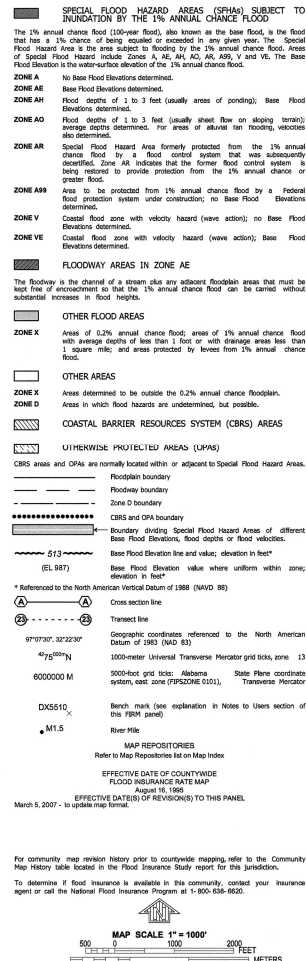 SPECIAL FLOOD HAZARD AREAS (SFHAs) SUBJECT TO
INUNDATION BY THE 1% ANNUAL CHANCE FLOOD
The 1% annual chance flood (100-year flood), also known as the base flood, is the flood
that has a 1% chance of being equaled or exceeded in any given year. The Special
Flood Hazard Area is the area subject to flooding by the 1% annual chance flood. Areas
of Special Flood Hazard include Zones A, AE, AH, AO, AR, A99, V and VE. The Base
Flood Elevation is the water-surface elevation of the 1% annual chance flood.
ZONE A No Base Flood Elevations determined.
ZONE AE Base Flood Elevations determined.
ZONE AH Flood depths of 1 to 3 feet (usually areas of ponding); Base Flood
Elevations determined.
ZONE AO Flood depths of 1 to 3 feet (usually sheet flow on sloping terrain);
average depths determined. For areas of alluvial fan flooding, velocities
also determined.
ZONE AR Special Flood Hazard Area formerly protected from the 1% annual
chance flood by a flood control system that was subsequently
decertified. Zone AR indicates that the former flood control system is
being restored to provide protection from the 1% annual chance or
greater flood.
ZONE A99 Area to be protected from 1% annual chance flood by a Federal
flood protection system under construction; no Base Flood Elevations
determined.
ZONE V Coastal flood zone with velocity hazard (wave action); no Base Flood
Elevations determined.
ZONE VE Coastal flood zone with velocity hazard (wave action); Base Flood
Elevations determined.
FLOODWAY AREAS IN ZONE AE
The floodway is the channel of a stream plus any adjacent floodplain areas that must be
kept free of encroachment so that the 1% annual chance flood can be carried without
substantial increases in flood heights.
OTHER FLOOD AREAS
ZONE X Areas of 0.2% annual chance flood; areas of 1% annual chance flood
with average depths of less than 1 foot or with drainage areas less than
1 square mile; and areas protected by levees from 1% annual chance
flood.
OTHER AREAS
ZONE X Areas determined to be outside the 0.2% annual chance floodplain.
ZONE D Areas in which flood hazards are undetermined, but possible.
COASTAL BARRIER RESOURCES SYSTEM (CBRS) AREAS
OTHERWISE PROTECTED AREAS (OPAs)
CBRS areas and OPAs are normally located within or adjacent to Special Flood Hazard Areas.
Floodplain boundary
Floodway boundary
Zone D boundary
CBRS and OPA boundary
Boundary dividing Special Flood Hazard Areas of different
Base Flood Elevations, flood depths or flood velocities.
513 Base Flood Elevation line and value; elevation in feet*
(EL 987) Base Flood Elevation value where uniform within zone;
elevation in feet*
* Referenced to the North American Vertical Datum of 1988 (NAVD 88)
A A Cross section line
23 23 Transect line
97°07'30", 32°22'30" Geographic coordinates referenced to the North American
Datum of 1983 (NAD 83)
4275000mN 1000-meter Universal Transverse Mercator grid ticks, zone 13
6000000 M 5000-foot grid ticks: Alabama State Plane coordinate
system, east zone (FIPSZONE 0101), Transverse Mercator
DX5510 Bench mark (see explanation in Notes to Users section of
this FIRM panel)
M1.5 River Mile
MAP REPOSITORIES
Refer to Map Repositories list on Map Index
EFFECTIVE DATE OF COUNTYWIDE
FLOOD INSURANCE RATE MAP
August 16, 1995
EFFECTIVE DATE(S) OF REVISION(S) TO THIS PANEL
March 5, 2007 - to update map format.
For community map revision history prior to countywide mapping, refer to the Community
Map History table located in the Flood Insurance Study report for this jurisdiction.
To determine if flood insurance is available in this community, contact your insurance
agent or call the National Flood Insurance Program at 1- 800- 638- 6620.
MAP SCALE 1" = 1000'
500 0 1000 2000
FEET
METERS